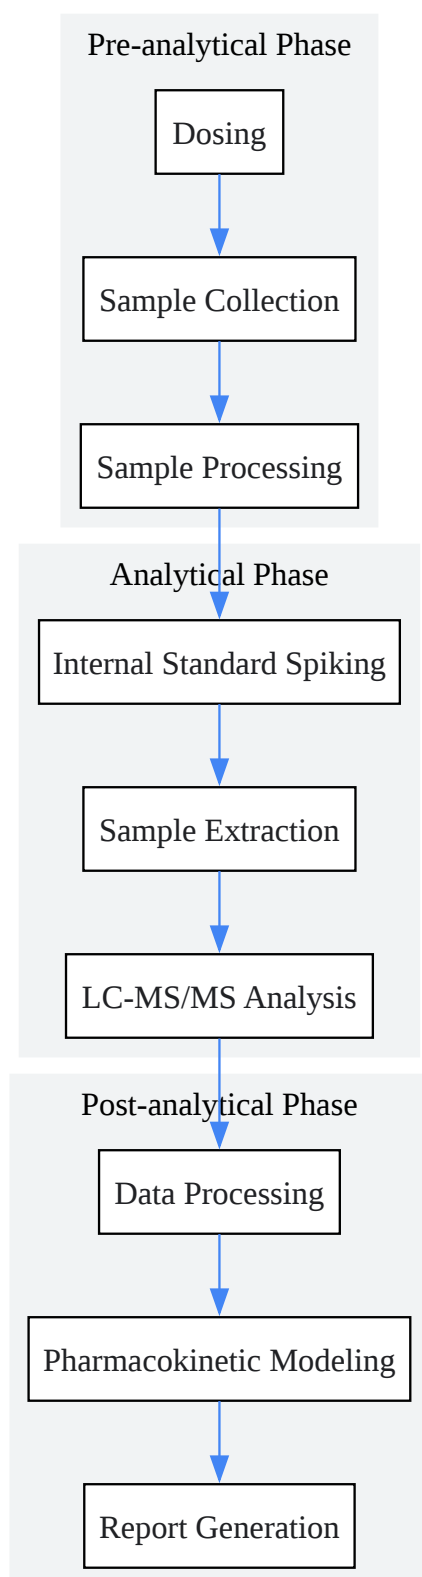 Pre-analytical Phase
Dosing
Sample Collection
Sample Processing
Analytical Phase
Internal Standard Spiking
Sample Extraction
LC-MS/MS Analysis
Post-analytical Phase
Data Processing
Pharmacokinetic Modeling
Report Generation